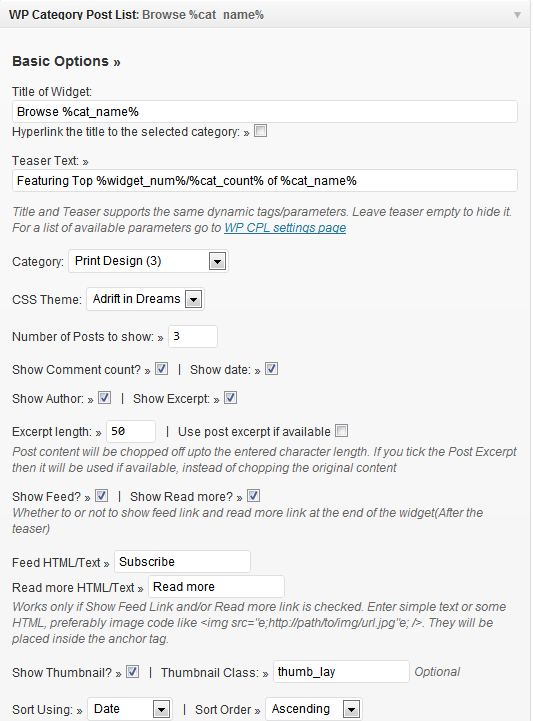 WP Category Post List: Browse %cat_name%
Basic Options »
Title of Widget:
Browse %cat_name%
Hyperlink the title to the selected category: »
Teaser Text: »
Featuring Top %widget_num%/%cat_count% of %cat_name%
Title and Teaser supports the same dynamic tags/parameters. Leave teaser empty to hide it.
For a list of available parameters go to WP CPL settings page
Category: Print Design (3)
CSS Theme: Adrift in Dreams
Number of Posts to show: » 3
Show Comment count? » | Show date: »
Show Author: » | Show Excerpt: »
Excerpt length: » 50 | Use post excerpt if available
Post content will be chopped off upto the entered character length. If you tick the Post Excerpt
then it will be used if available, instead of chopping the original content
Show Feed? » | Show Read more? »
Whether to or not to show feed link and read more link at the end of the widget(After the
teaser)
Feed HTML/Text » Subscribe
Read more HTML/Text » Read more
Works only if Show Feed Link and/or Read more link is checked. Enter simple text or some
HTML, preferably image code like <img src="e;http://path/to/img/url.jpg"e; />. They will be
placed inside the anchor tag.
Show Thumbnail? » | Thumbnail Class: » thumb_lay Optional
Sort Using: » Date | Sort Order » Ascending